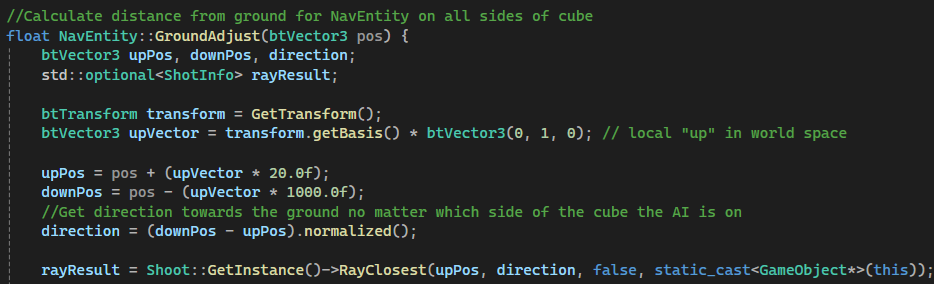 //Calculate distance from ground for NavEntity on all sides of cube
float NavEntity::GroundAdjust(btVector3 pos) {
    btVector3 upPos, downPos, direction;
    std::optional<ShotInfo> rayResult;

    btTransform transform = GetTransform();
    btVector3 upVector = transform.getBasis() * btVector3(0, 1, 0); // local "up" in world space

    upPos = pos + (upVector * 20.0f);
    downPos = pos - (upVector * 1000.0f);
    //Get direction towards the ground no matter which side of the cube the AI is on
    direction = (downPos - upPos).normalized();

    rayResult = Shoot::GetInstance()->RayClosest(upPos, direction, false, static_cast<GameObject*>(this));